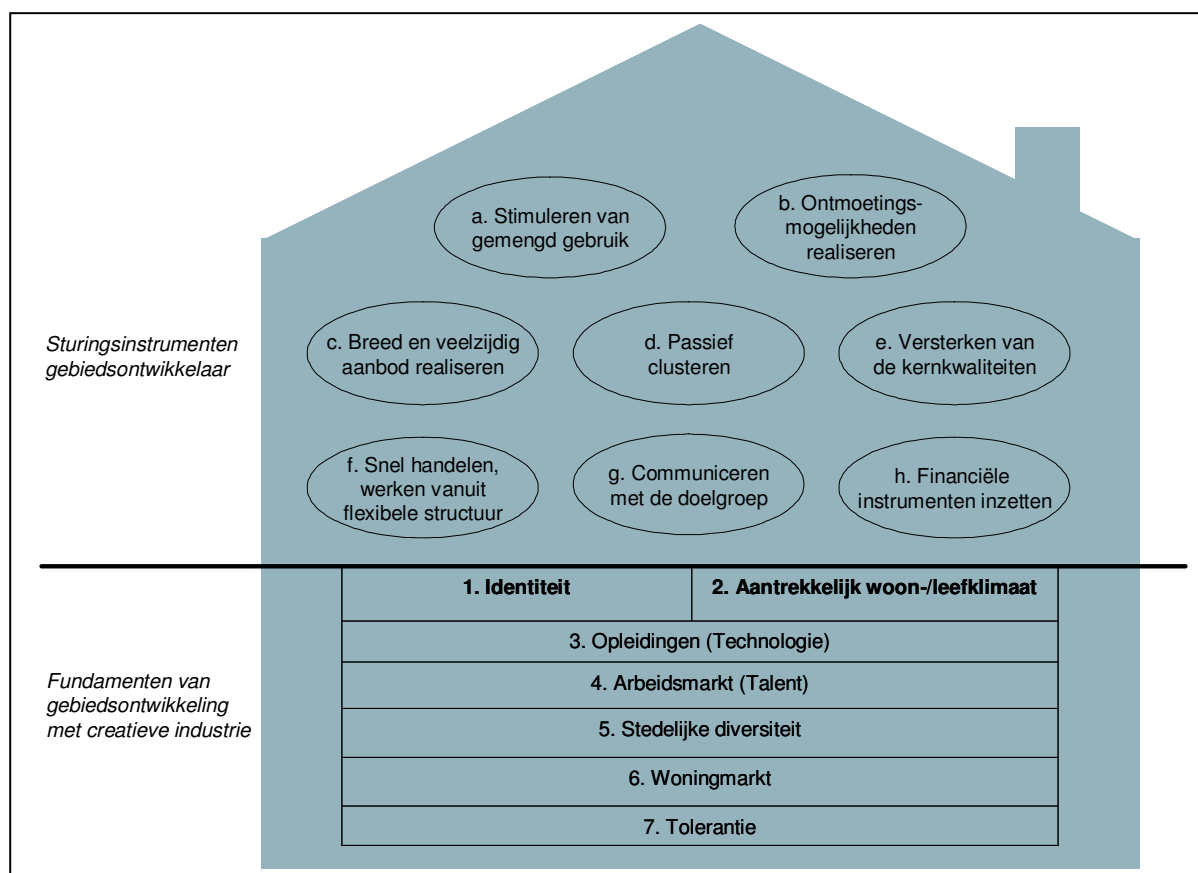 a. Stimuleren van
gemengd gebruik
b. Ontmoetings-
mogelijkheden
realiseren
Sturingsinstrumenten
gebiedsontwikkelaar
c. Breed en veelzijdig
aanbod realiseren
d. Passief
clusteren
e. Versterken van
de kernkwaliteiten
f. Snel handelen,
werken vanuit
flexibele structuur
g. Communiceren
met de doelgroep
h. Financiële
instrumenten inzetten
Fundamenten van
gebiedsontwikkeling
met creatieve industrie
1. Identiteit
2. Aantrekkelijk woon-/leefklimaat
3. Opleidingen (Technologie)
4. Arbeidsmarkt (Talent)
5. Stedelijke diversiteit
6. Woningmarkt
7. Tolerantie